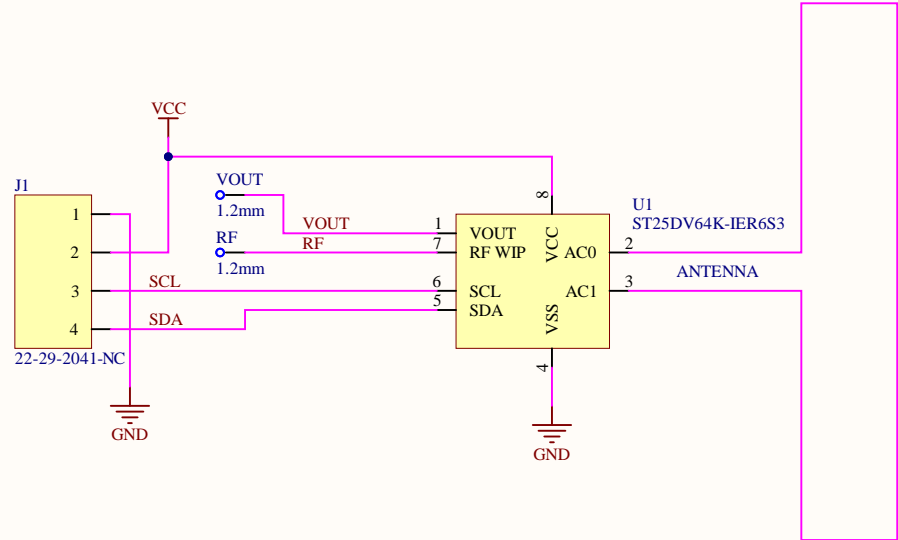 VCC
J1
1
2
3
4
22-29-2041-NC
GND
VOUT
1.2mm
RF
1.2mm
VOUT
RF
SCL
SDA
1
7
6
5
8
4
2
3
VOUT
RF WIP
SCL
SDA
VCC
VSS
AC0
AC1
U1
ST25DV64K-IER6S3
ANTENNA
GND